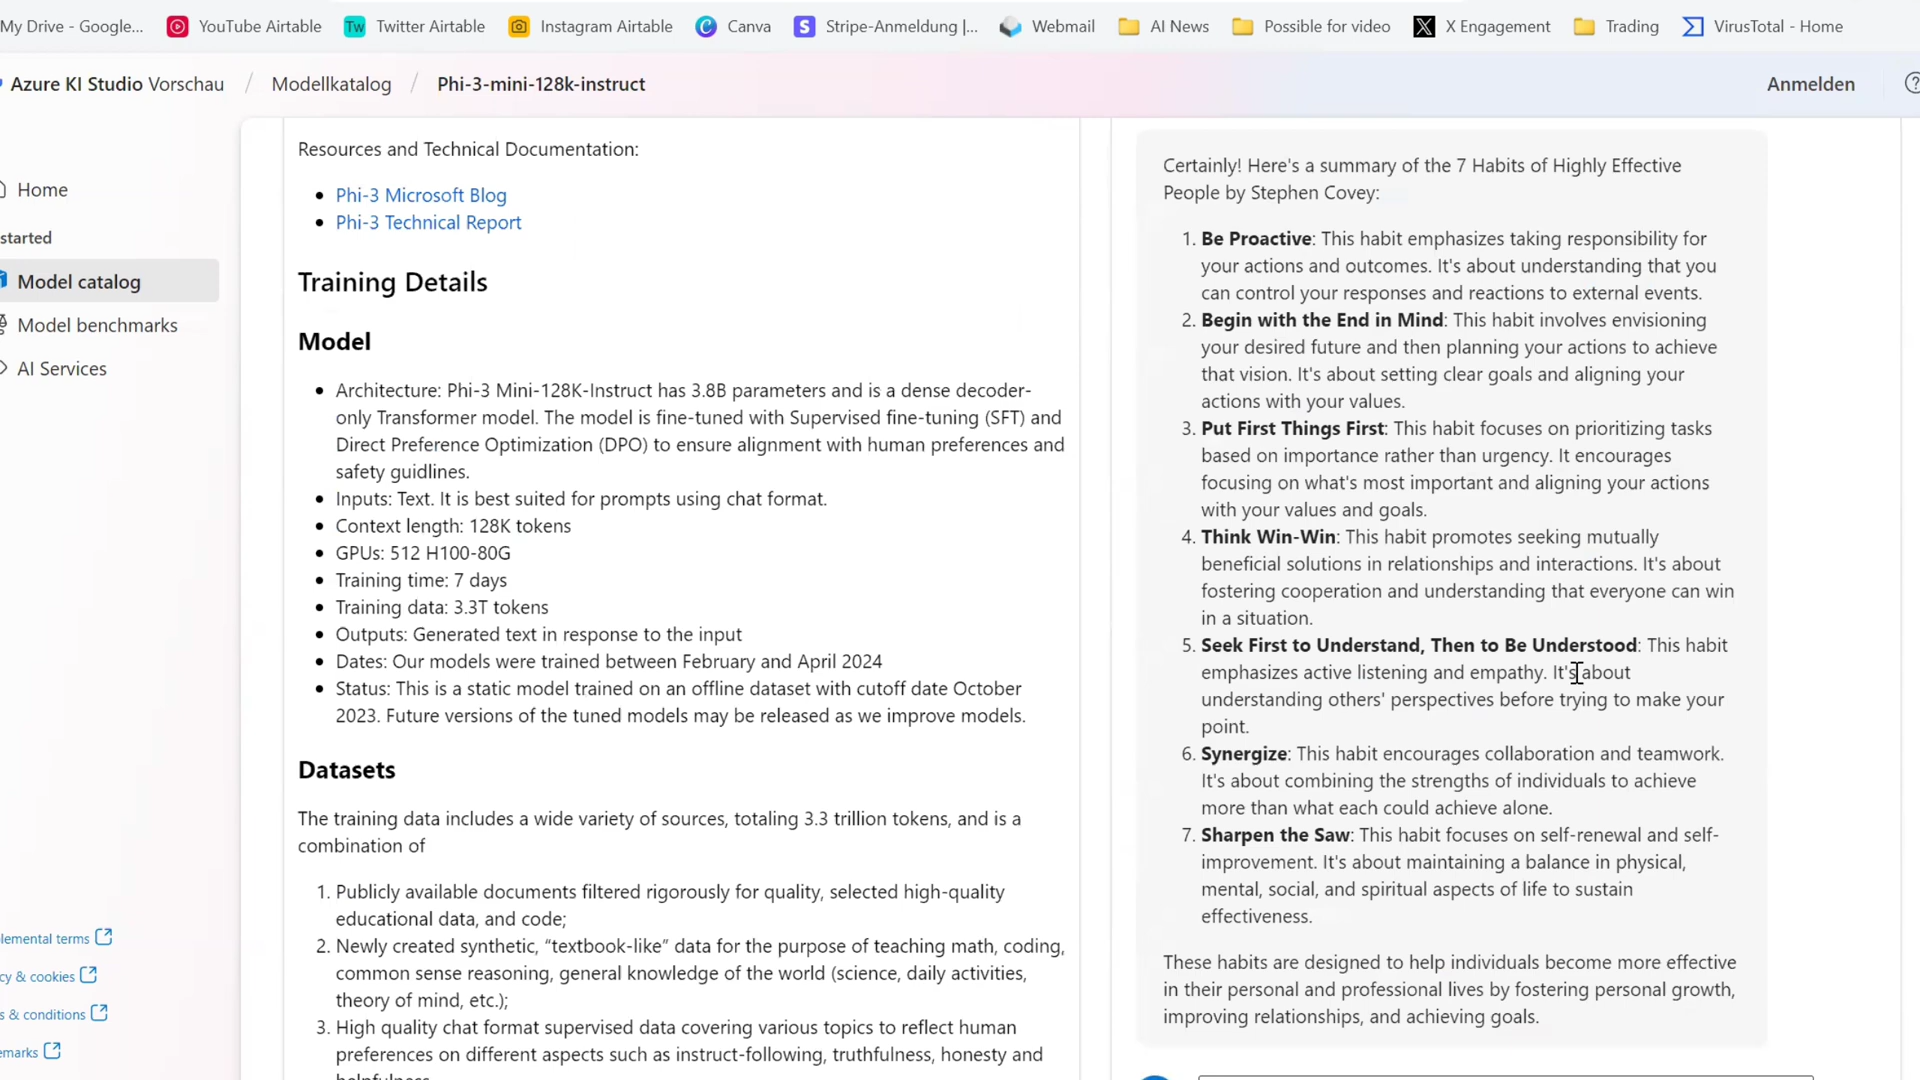 My Drive - Google...
YouTube Airtable
Tw
Twitter Airtable
Instagram Airtable
Canva
Stripe-Anmeldung |...
Webmail
AI News
Possible for video
X Engagement
Trading
VirusTotal - Home
Azure KI Studio Vorschau
/
Modellkatalog
/
Phi-3-mini-128k-instruct
Anmelden
Home
started
Model catalog
Model benchmarks
AI Services
lemental terms
cy & cookies
s & conditions
emarks
Resources and Technical Documentation:
• Phi-3 Microsoft Blog
• Phi-3 Technical Report
Training Details
Model
• Architecture: Phi-3 Mini-128K-Instruct has 3.8B parameters and is a dense decoder-
only Transformer model. The model is fine-tuned with Supervised fine-tuning (SFT) and
Direct Preference Optimization (DPO) to ensure alignment with human preferences and
safety guidlines.
• Inputs: Text. It is best suited for prompts using chat format.
• Context length: 128K tokens
• GPUs: 512 H100-80G
• Training time: 7 days
• Training data: 3.3T tokens
• Outputs: Generated text in response to the input
• Dates: Our models were trained between February and April 2024
• Status: This is a static model trained on an offline dataset with cutoff date October
2023. Future versions of the tuned models may be released as we improve models.
Datasets
The training data includes a wide variety of sources, totaling 3.3 trillion tokens, and is a
combination of
1. Publicly available documents filtered rigorously for quality, selected high-quality
educational data, and code;
2. Newly created synthetic, “textbook-like” data for the purpose of teaching math, coding,
common sense reasoning, general knowledge of the world (science, daily activities,
theory of mind, etc.);
3. High quality chat format supervised data covering various topics to reflect human
preferences on different aspects such as instruct-following, truthfulness, honesty and
helpfulness.
Certainly! Here's a summary of the 7 Habits of Highly Effective
People by Stephen Covey:
1. Be Proactive: This habit emphasizes taking responsibility for
your actions and outcomes. It's about understanding that you
can control your responses and reactions to external events.
2. Begin with the End in Mind: This habit involves envisioning
your desired future and then planning your actions to achieve
that vision. It's about setting clear goals and aligning your
actions with your values.
3. Put First Things First: This habit focuses on prioritizing tasks
based on importance rather than urgency. It encourages
focusing on what's most important and aligning your actions
with your values and goals.
4. Think Win-Win: This habit promotes seeking mutually
beneficial solutions in relationships and interactions. It's about
fostering cooperation and understanding that everyone can win
in a situation.
5. Seek First to Understand, Then to Be Understood: This habit
emphasizes active listening and empathy. It's about
understanding others' perspectives before trying to make your
point.
6. Synergize: This habit encourages collaboration and teamwork.
It's about combining the strengths of individuals to achieve
more than what each could achieve alone.
7. Sharpen the Saw: This habit focuses on self-renewal and self-
improvement. It's about maintaining a balance in physical,
mental, social, and spiritual aspects of life to sustain
effectiveness.
These habits are designed to help individuals become more effective
in their personal and professional lives by fostering personal growth,
improving relationships, and achieving goals.